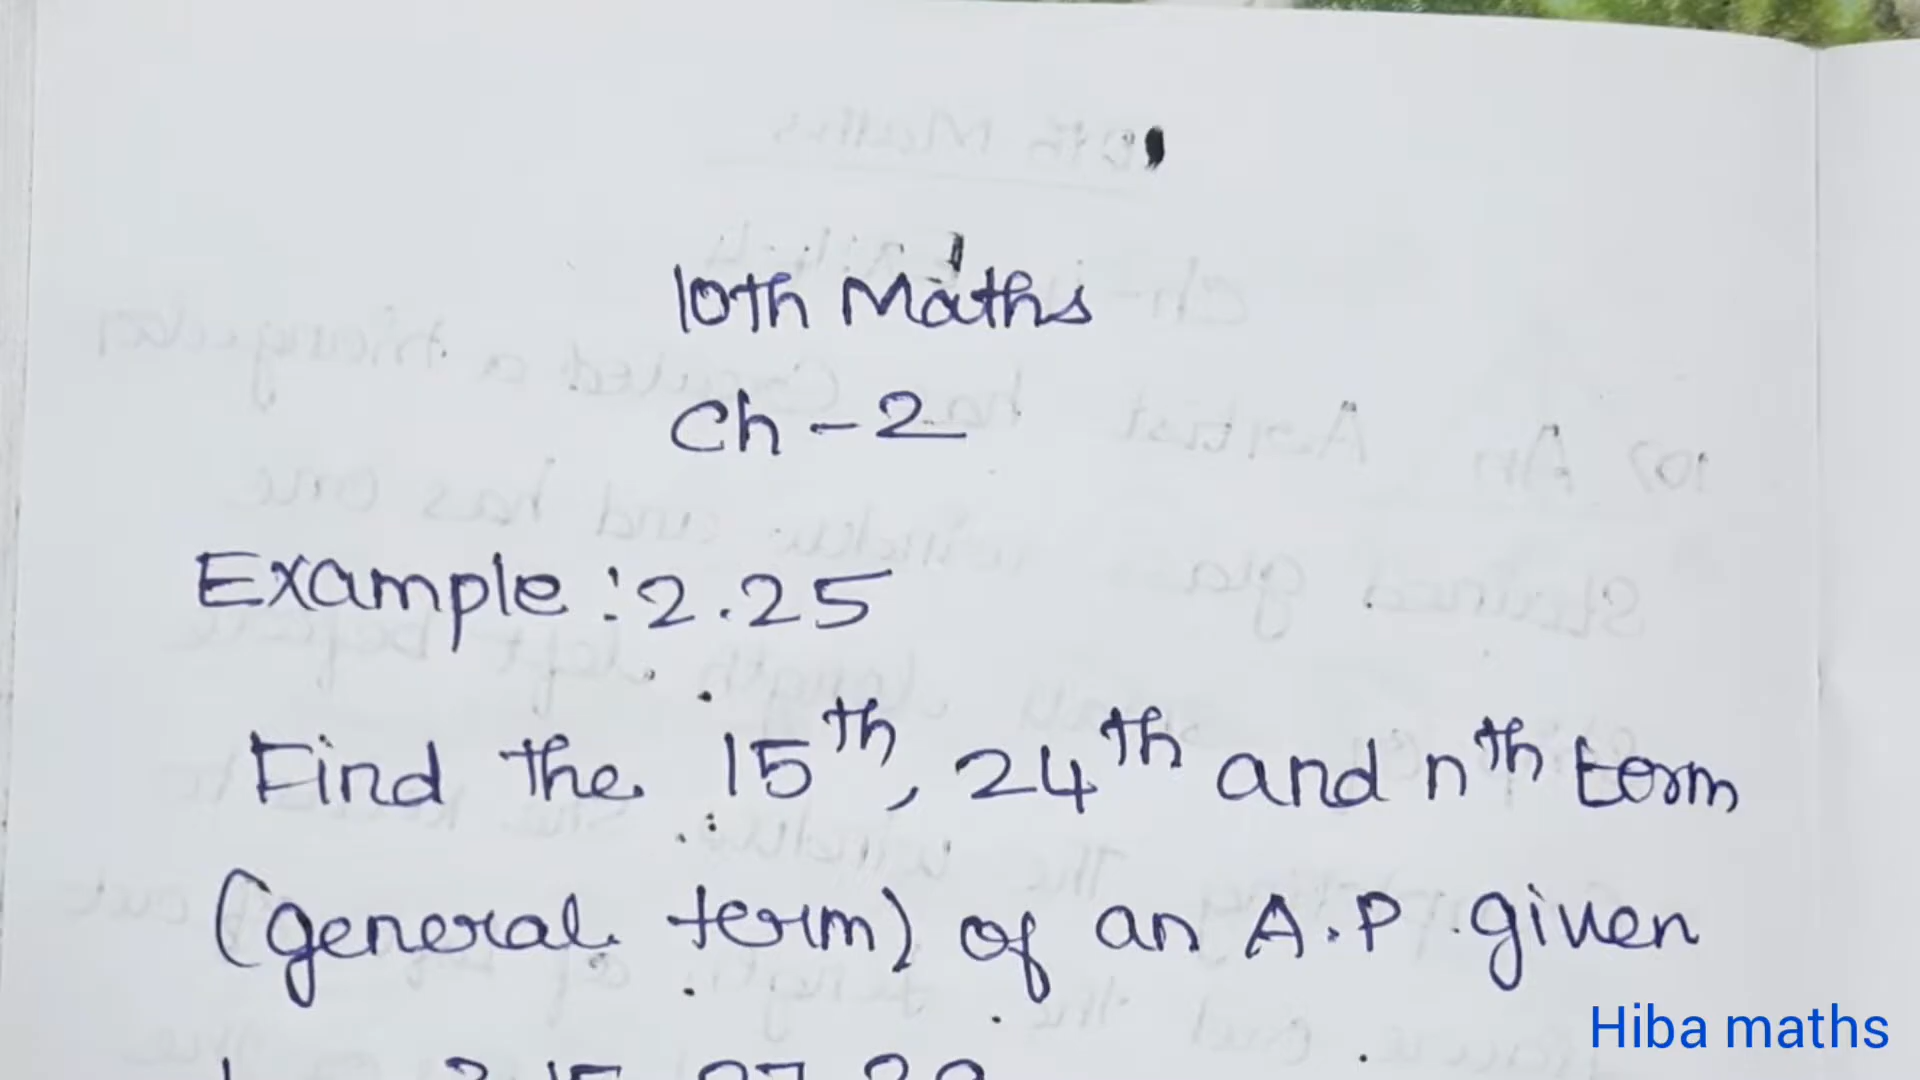 10th Maths
Ch - 2
Example : 2.25
Find the 15th, 24th and nth term
(general term) of an A.P. given
Hiba maths